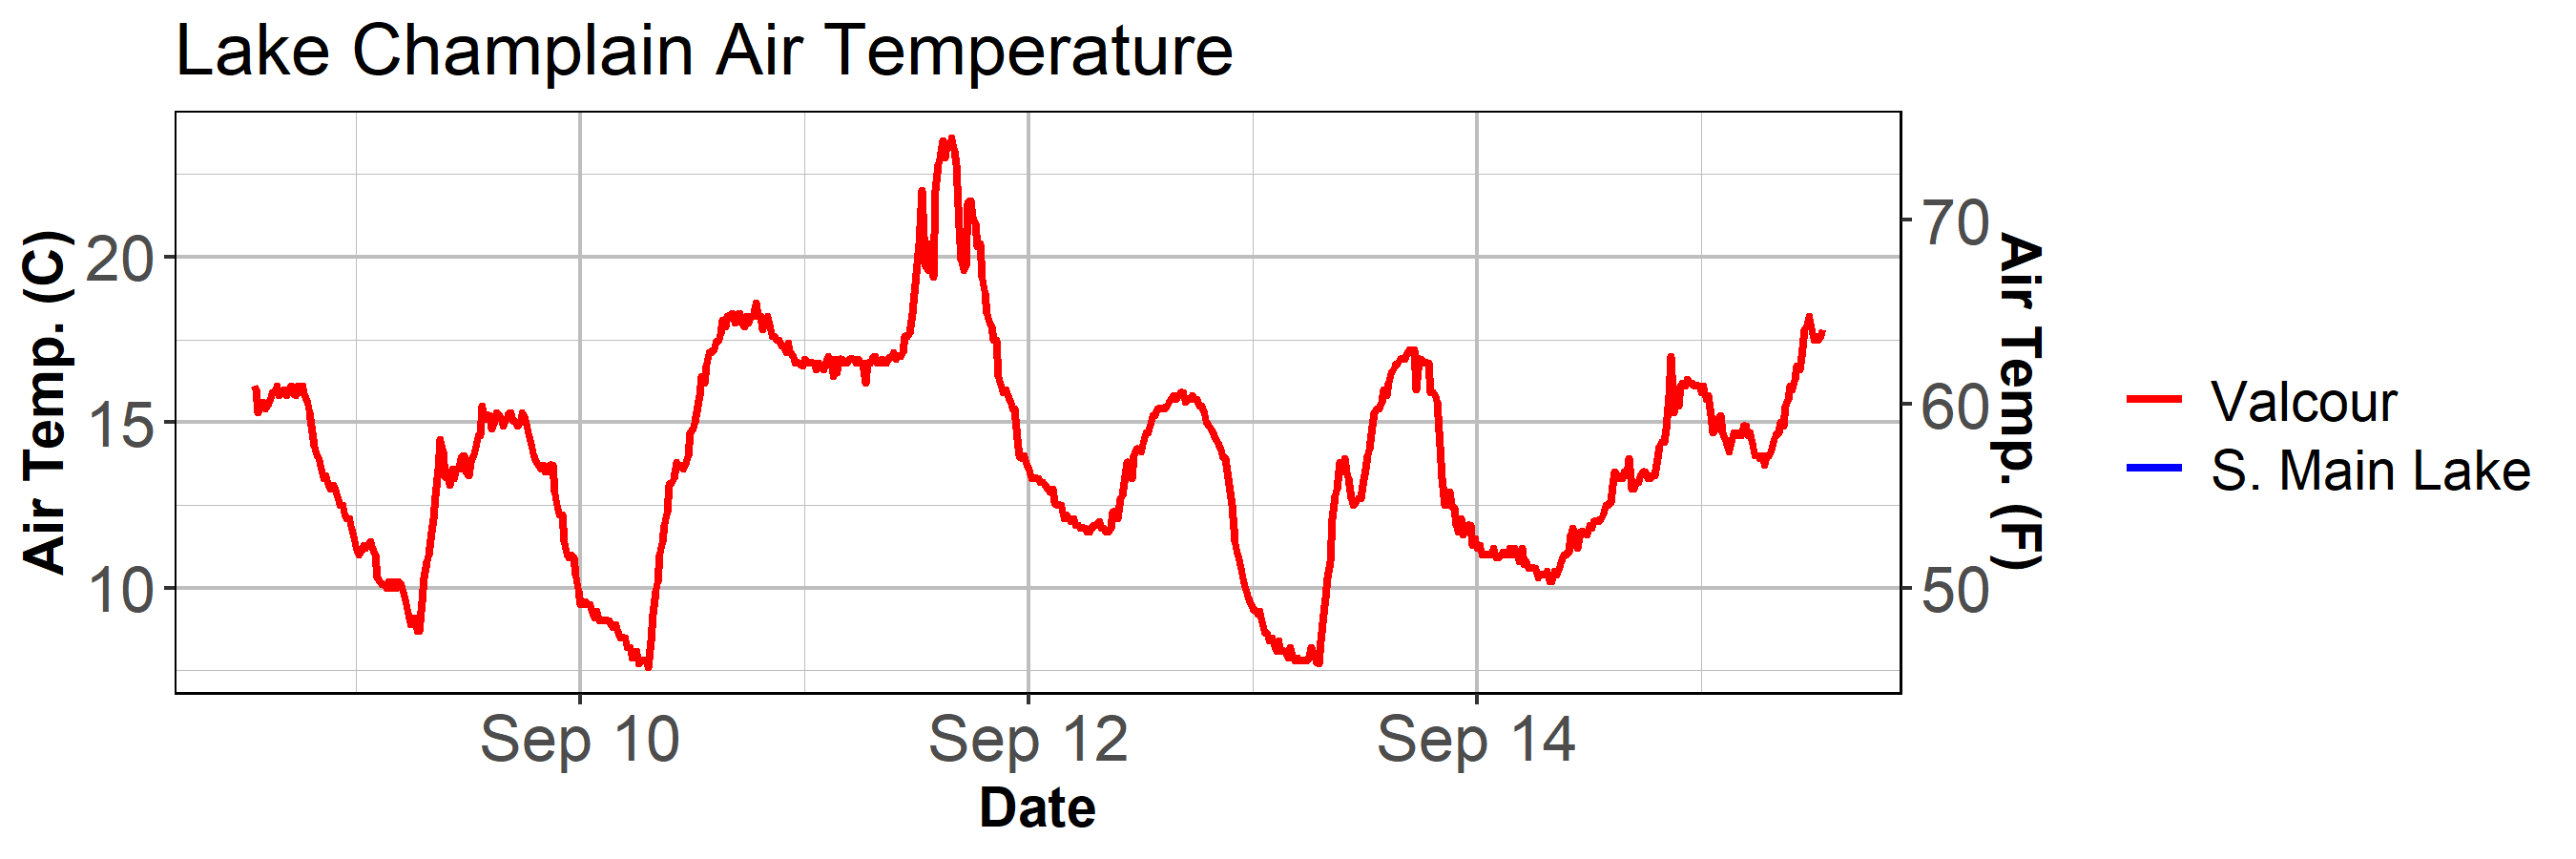 Lake Champlain Air Temperature
Air Temp. (C)
20
15
10
70
60
50
Air Temp. (F)
Sep 10
Sep 12
Sep 14
Date
Valcour
S. Main Lake